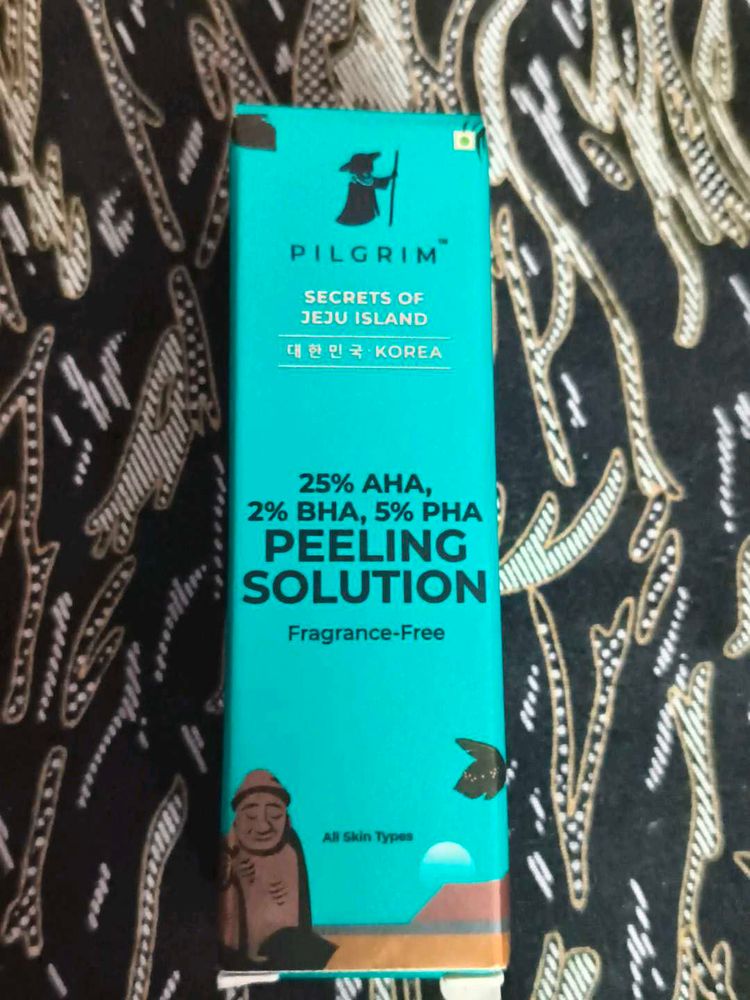 PILGRIM™
SECRETS OF
JEJU ISLAND
대한민국·KOREA
25% AHA,
2% BHA, 5% PHA
PEELING
SOLUTION
Fragrance-Free
All Skin Types